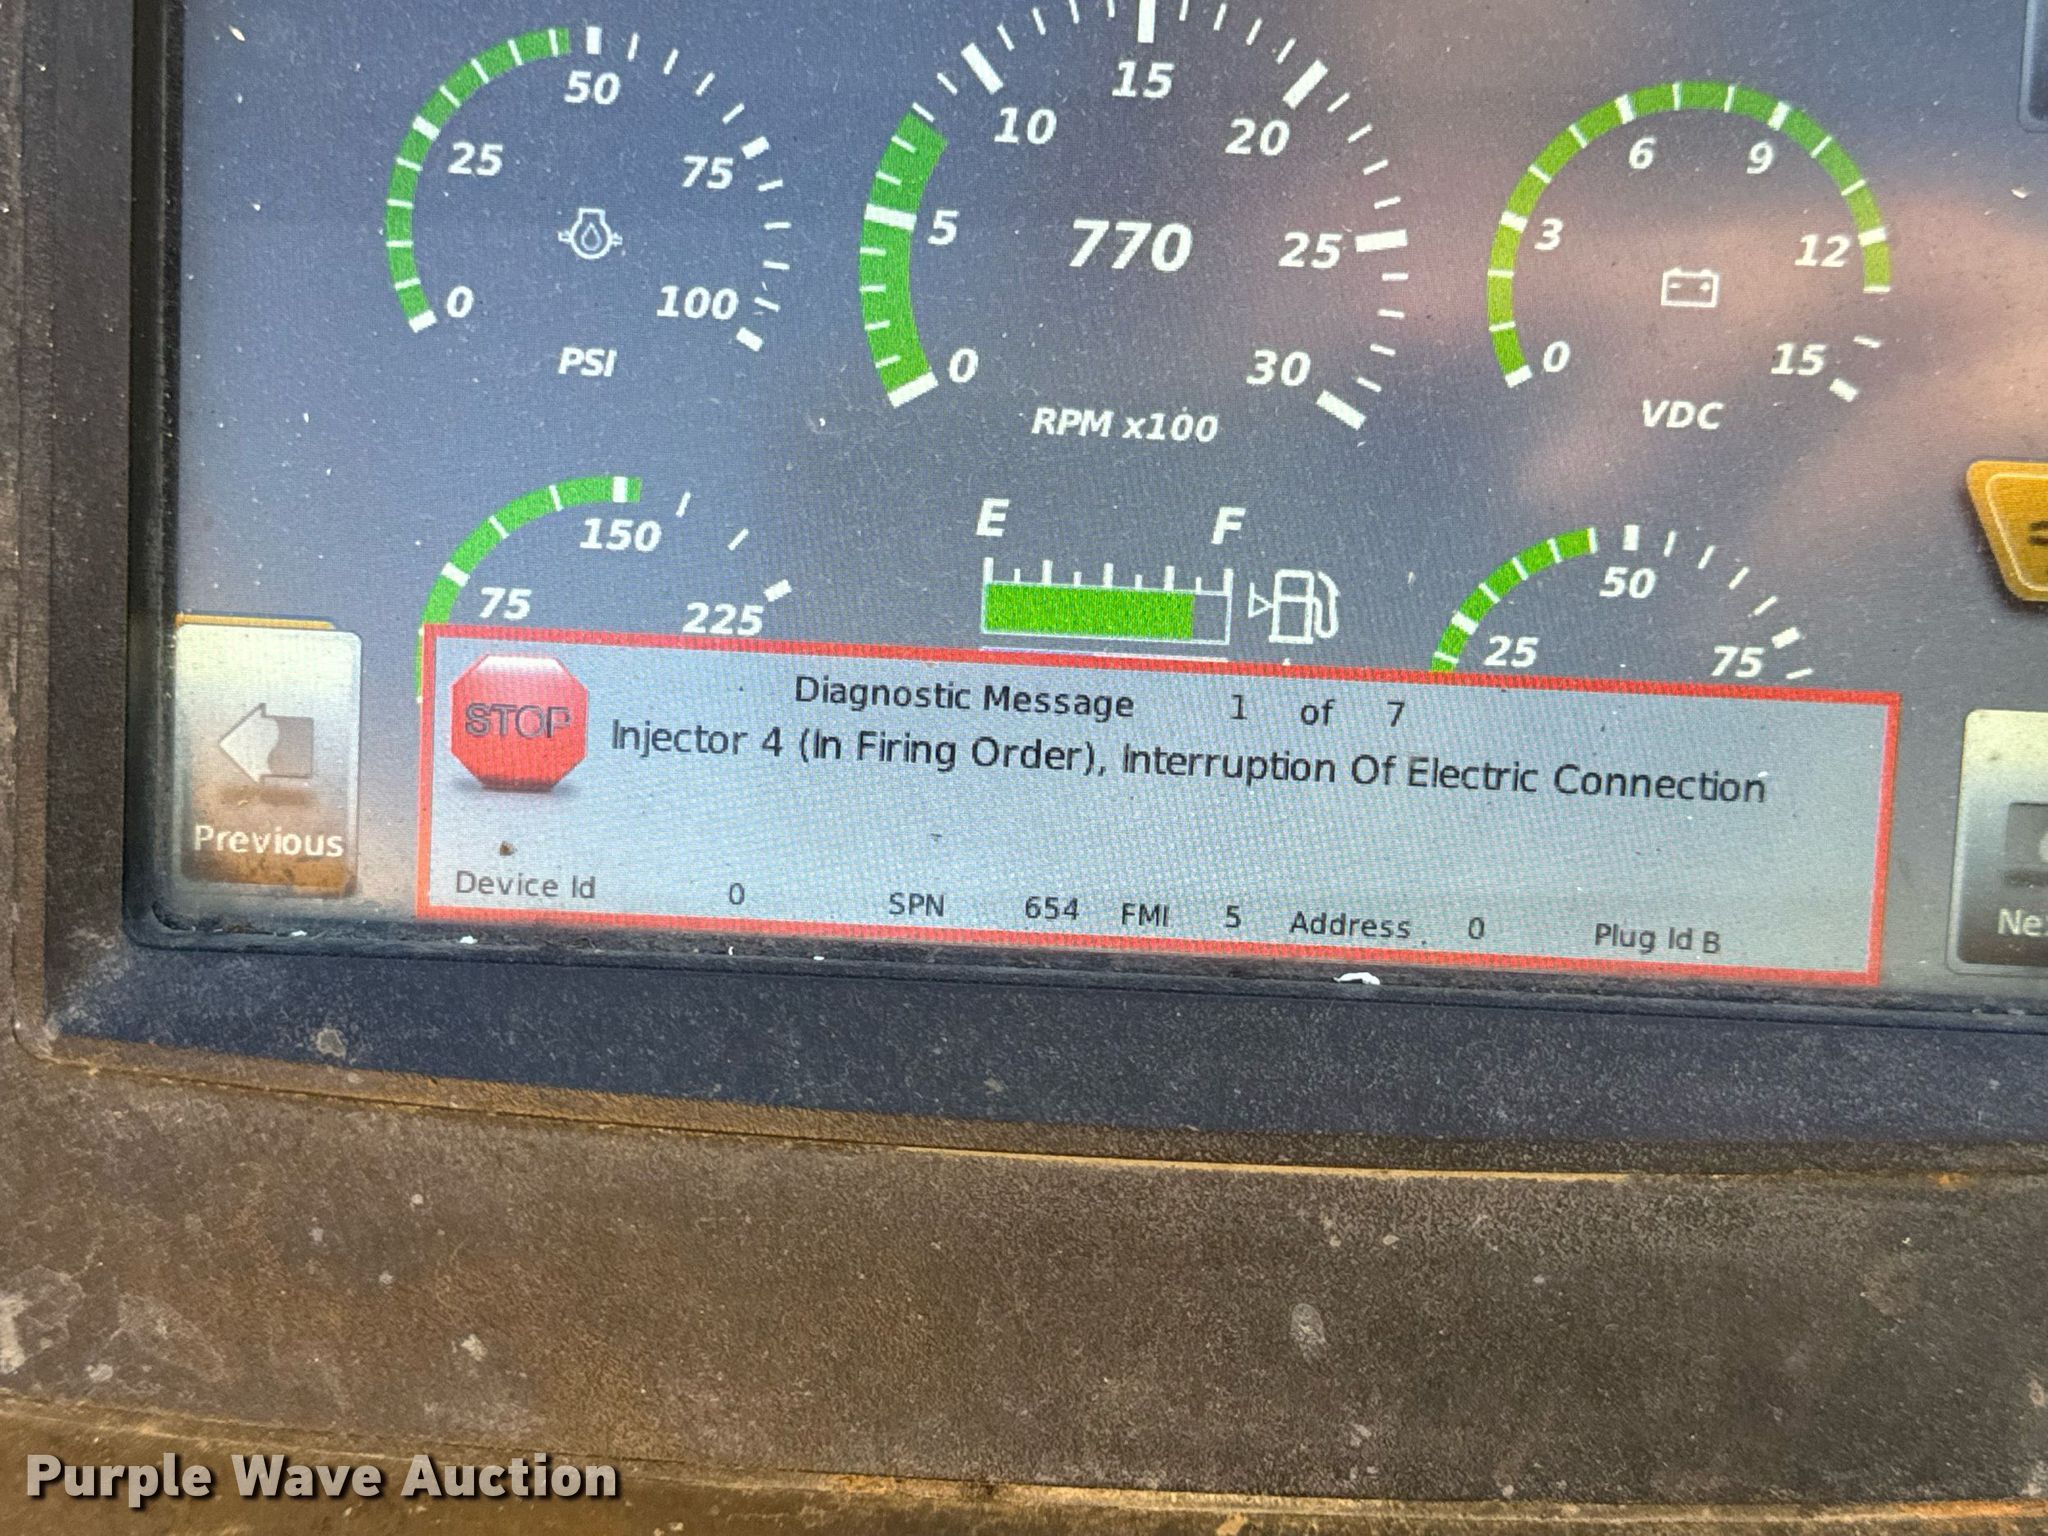 50
25
75
0
100
PSI
15
10
20
5
770
25
0
30
RPM x100
6
9
3
12
0
15
VDC
150
75
225
E
F
50
25
75
Previous
STOP
Diagnostic Message 1 of 7
Injector 4 (In Firing Order), Interruption Of Electric Connection
Device Id 0 SPN 654 FMI 5 Address 0 Plug Id B
Purple Wave Auction